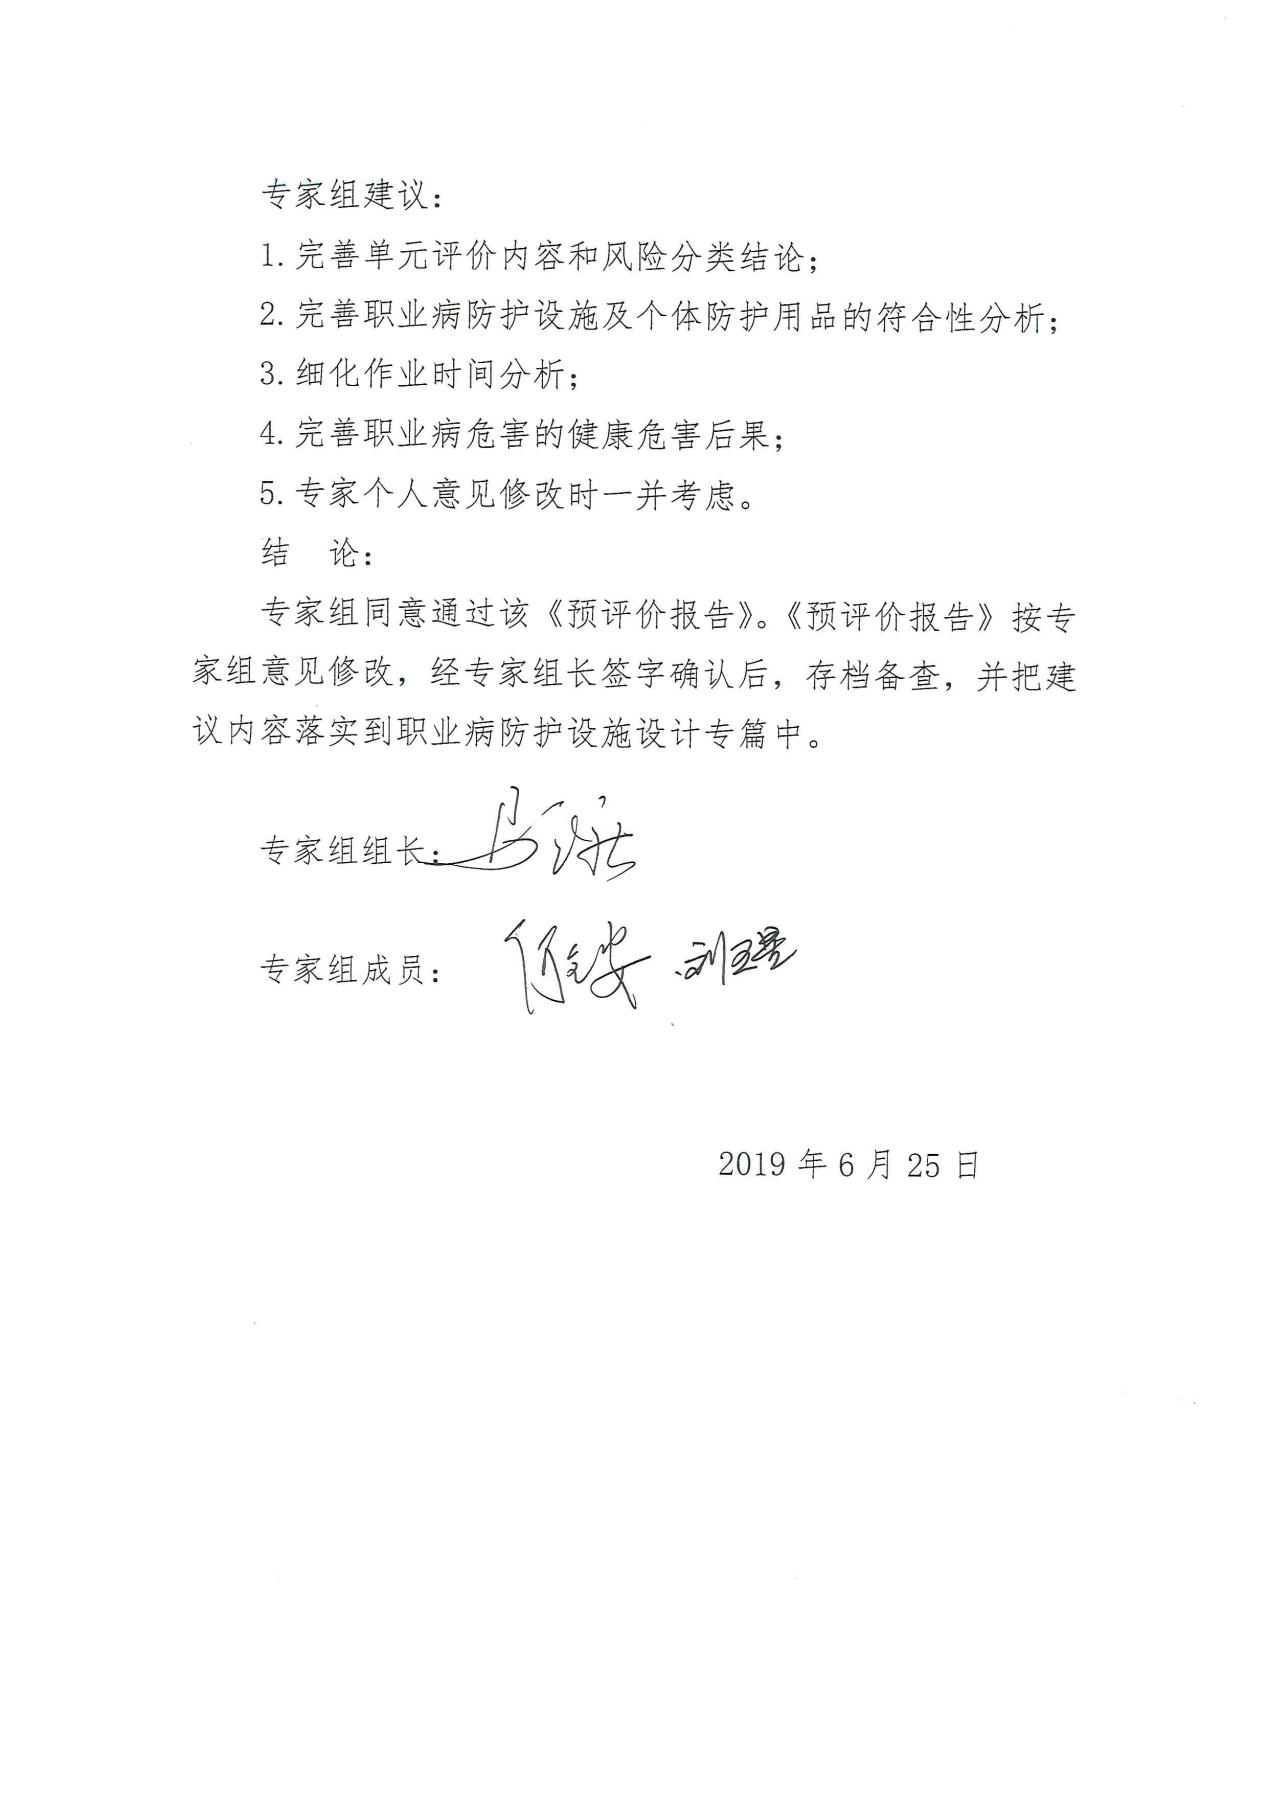 专家组建议：
1.完善单元评价内容和风险分类结论；
2.完善职业病防护设施及个体防护用品的符合性分析；
3.细化作业时间分析；
4.完善职业病危害的健康危害后果；
5.专家个人意见修改时一并考虑。
结　论：
专家组同意通过该《预评价报告》。《预评价报告》按专
家组意见修改，经专家组长签字确认后，存档备查，并把建
议内容落实到职业病防护设施设计专篇中。
专家组组长：
专家组成员：
2019 年 6 月 25 日